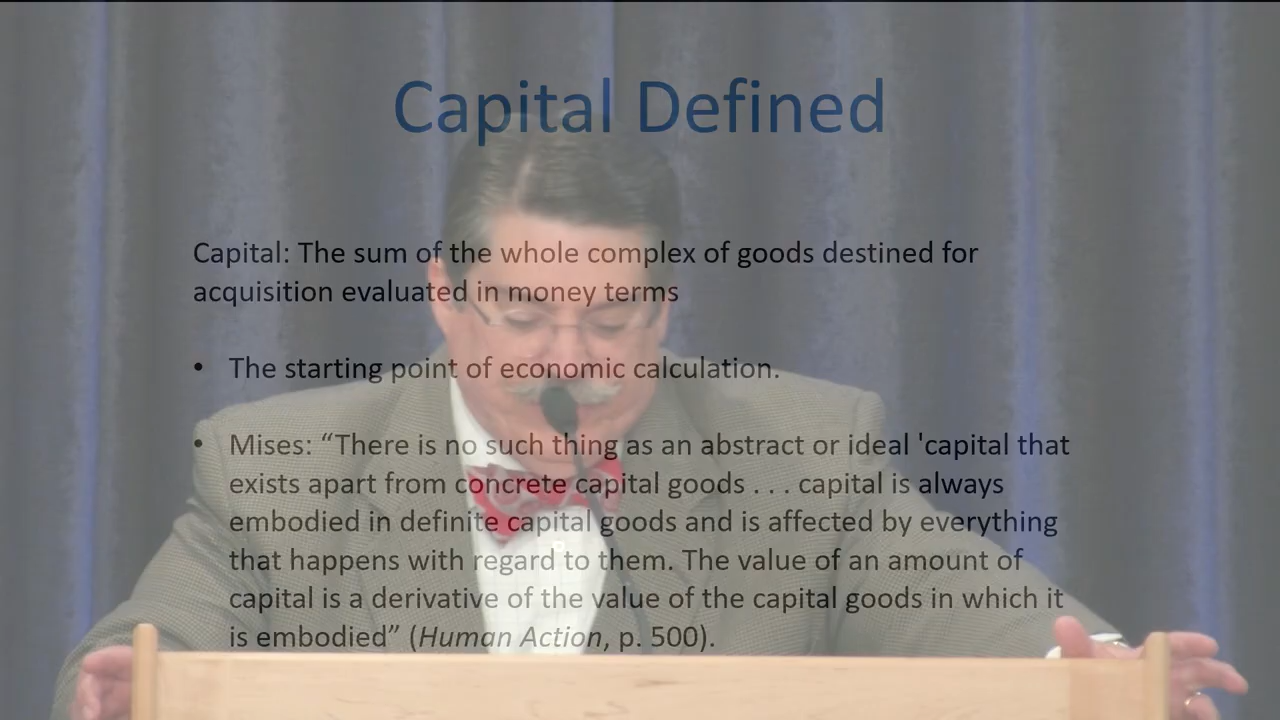 Capital Defined
Capital: The sum of the whole complex of goods destined for
acquisition evaluated in money terms
• The starting point of economic calculation.
• Mises: “There is no such thing as an abstract or ideal 'capital that
exists apart from concrete capital goods . . . capital is always
embodied in definite capital goods and is affected by everything
that happens with regard to them. The value of an amount of
capital is a derivative of the value of the capital goods in which it
is embodied” (Human Action, p. 500).